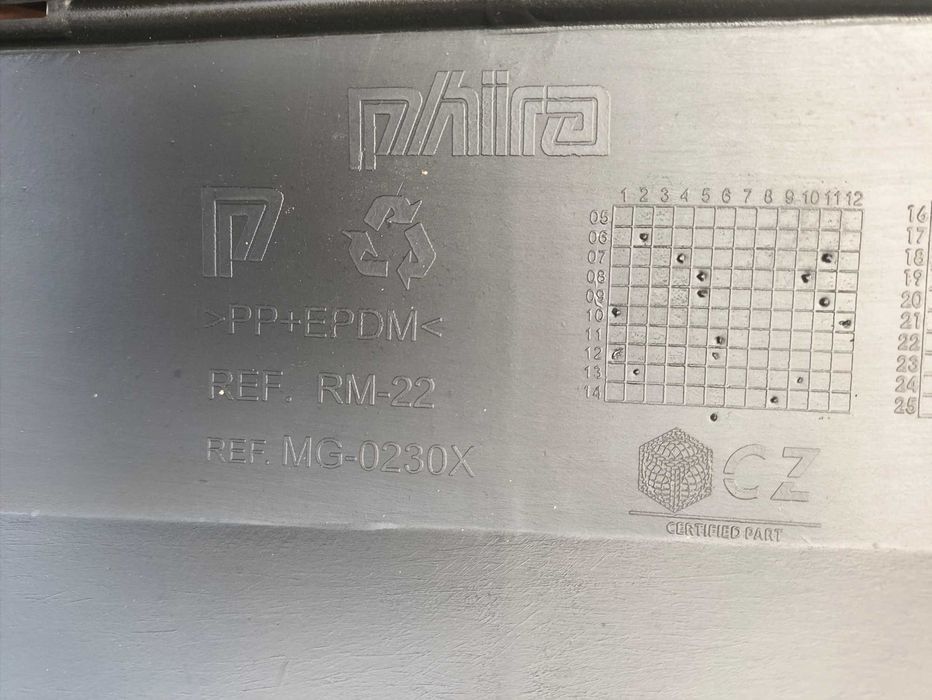 phira
P
>PP+EPDM<
REF. RM-22
REF. MG-0230X
1 2 3 4 5 6 7 8 9 10 11 12
05
06
07
08
09
10
11
12
13
14
CZ
CERTIFIED PART
16
17
18
19
20
21
22
23
24
25